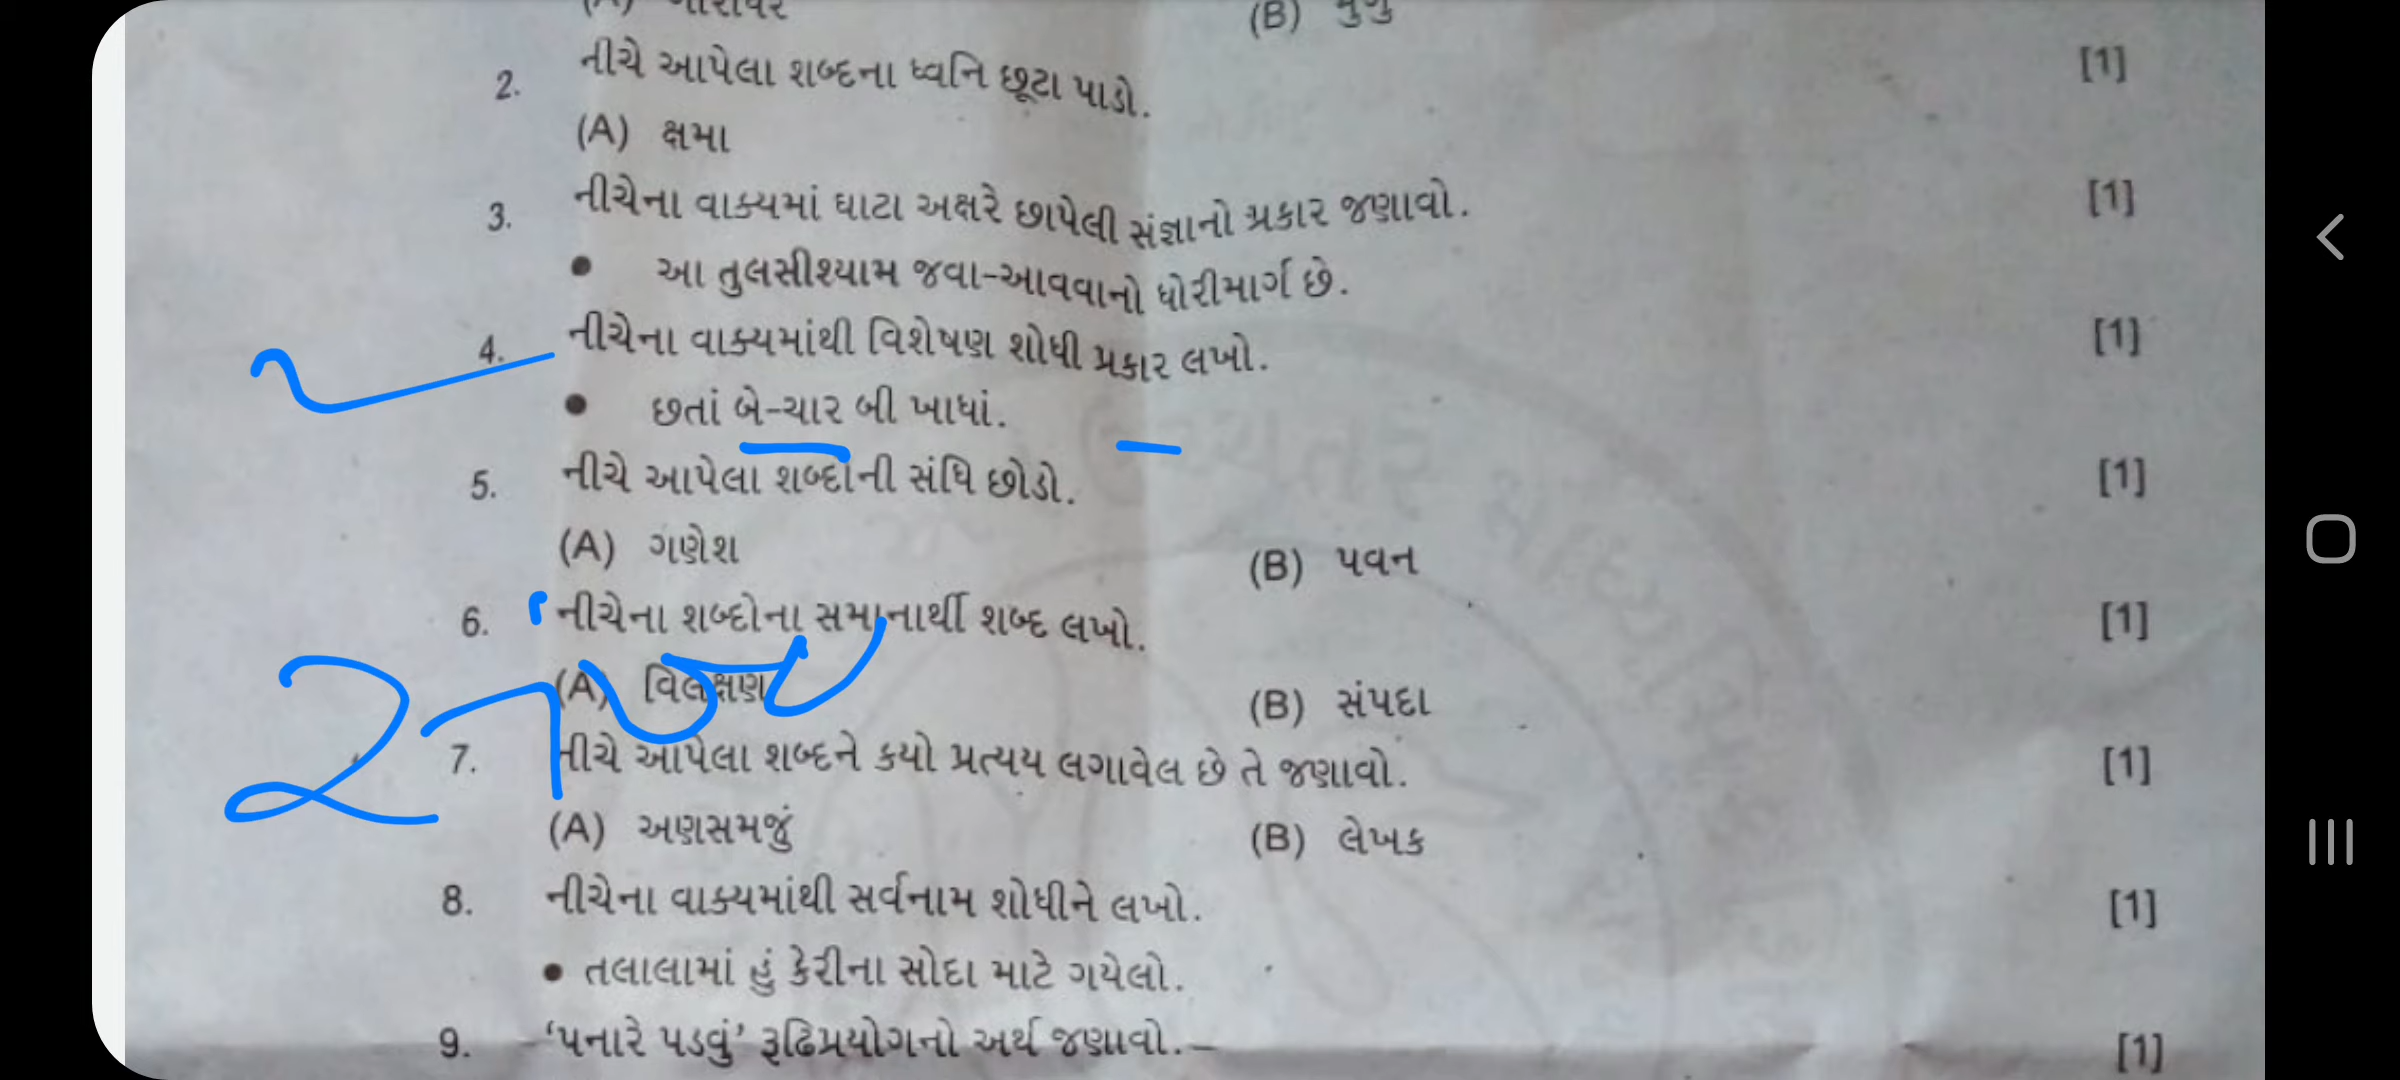 (A)
(B)
2. નીચે આપેલા શબ્દના ધ્વનિ છૂટા પાડો. [1]
(A) ક્ષમા
3. નીચેના વાક્યમાં ઘાટા અક્ષરે છાપેલી સંજ્ઞાનો પ્રકાર જણાવો. [1]
• આ તુલસીશ્યામ જવા-આવવાનો ધોરીમાર્ગ છે.
4. નીચેના વાક્યમાંથી વિશેષણ શોધી પ્રકાર લખો. [1]
• છતાં બે-ચાર બી ખાધાં.
5. નીચે આપેલા શબ્દોની સંધિ છોડો. [1]
(A) ગણેશ (B) પવન
6. નીચેના શબ્દોના સમાનાર્થી શબ્દ લખો. [1]
(A) વિલક્ષણ (B) સંપદા
7. નીચે આપેલા શબ્દને કયો પ્રત્યય લગાવેલ છે તે જણાવો. [1]
(A) અણસમજું (B) લેખક
8. નીચેના વાક્યમાંથી સર્વનામ શોધીને લખો. [1]
• તલાલામાં હું કેરીના સોદા માટે ગયેલો.
9. ‘પનારે પડવું’ રૂઢિપ્રયોગનો અર્થ જણાવો. – [1]